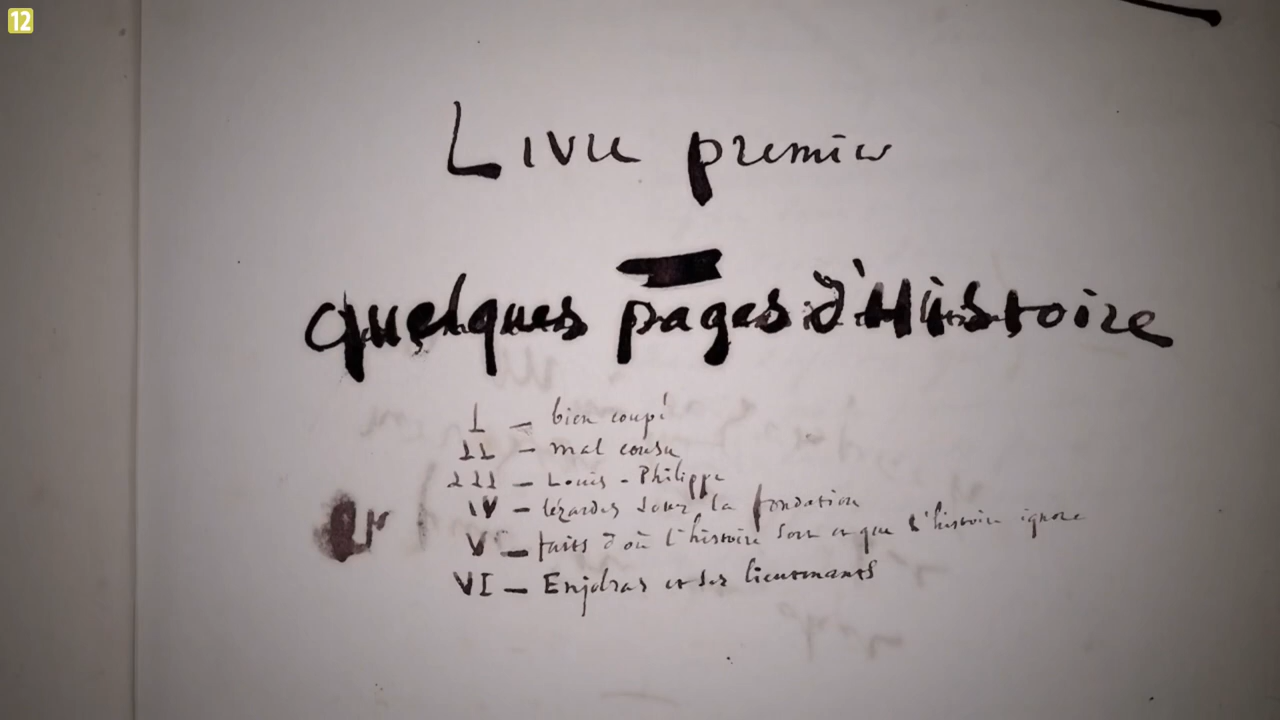 12
Livre premier
quelques pages d'Histoire
I — bien coupé
II — mal cousu
III — Louis-Philippe
IV — lézardes sous la fondation
V — faits d'où l'histoire sort et que l'histoire ignore
VI — Enjolras et ses lieutenants